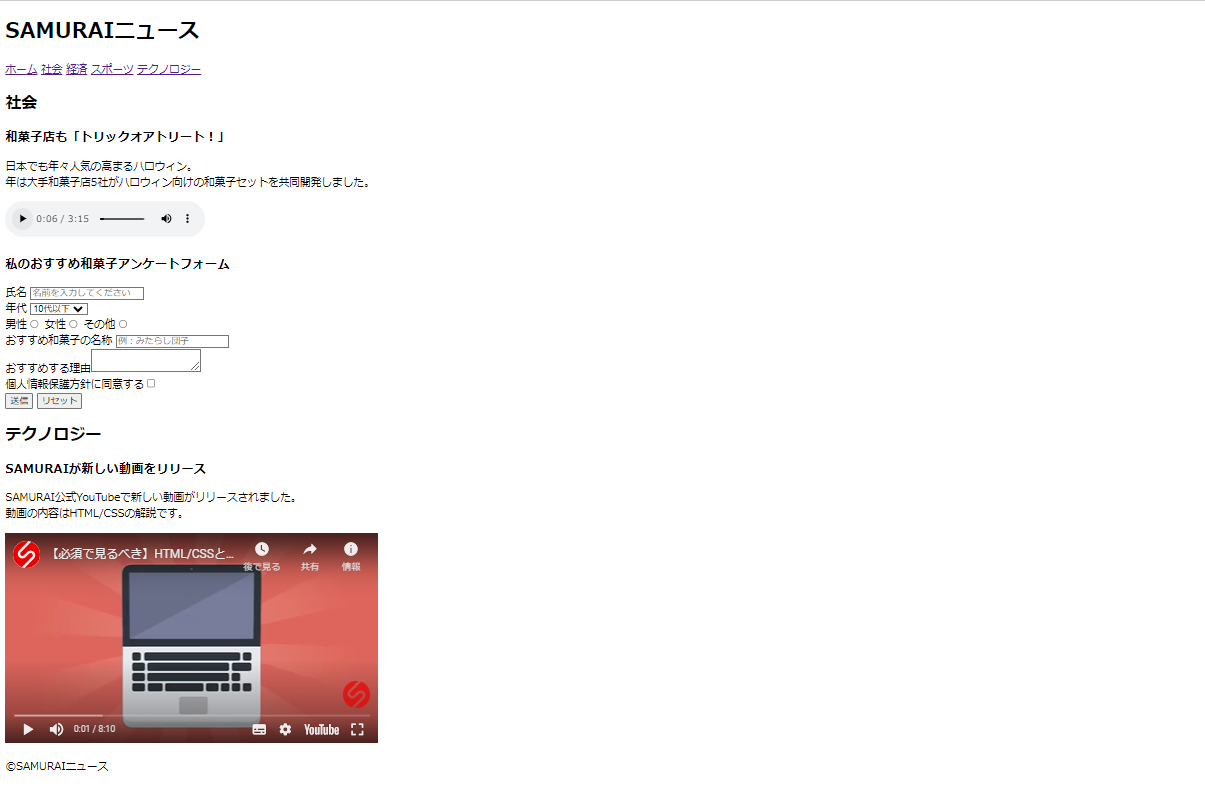 SAMURAIニュース
ホーム 社会 経済 スポーツ テクノロジー
社会
和菓子店も「トリックオアトリート！」
日本でも年々人気の高まるハロウィン。
年は大手和菓子店5社がハロウィン向けの和菓子セットを共同開発しました。
0:06 / 3:15
私のおすすめ和菓子アンケートフォーム
氏名 名前を入力してください
年代 10代以下
男性 女性 その他
おすすめ和菓子の名称 例：みたらし団子
おすすめする理由
個人情報保護方針に同意する
送信 リセット
テクノロジー
SAMURAIが新しい動画をリリース
SAMURAI公式YouTubeで新しい動画がリリースされました。
動画の内容はHTML/CSSの解説です。
【必須で見るべき】HTML/CSSと...
後で見る 共有 情報
0:01 / 8:10 YouTube
©SAMURAIニュース